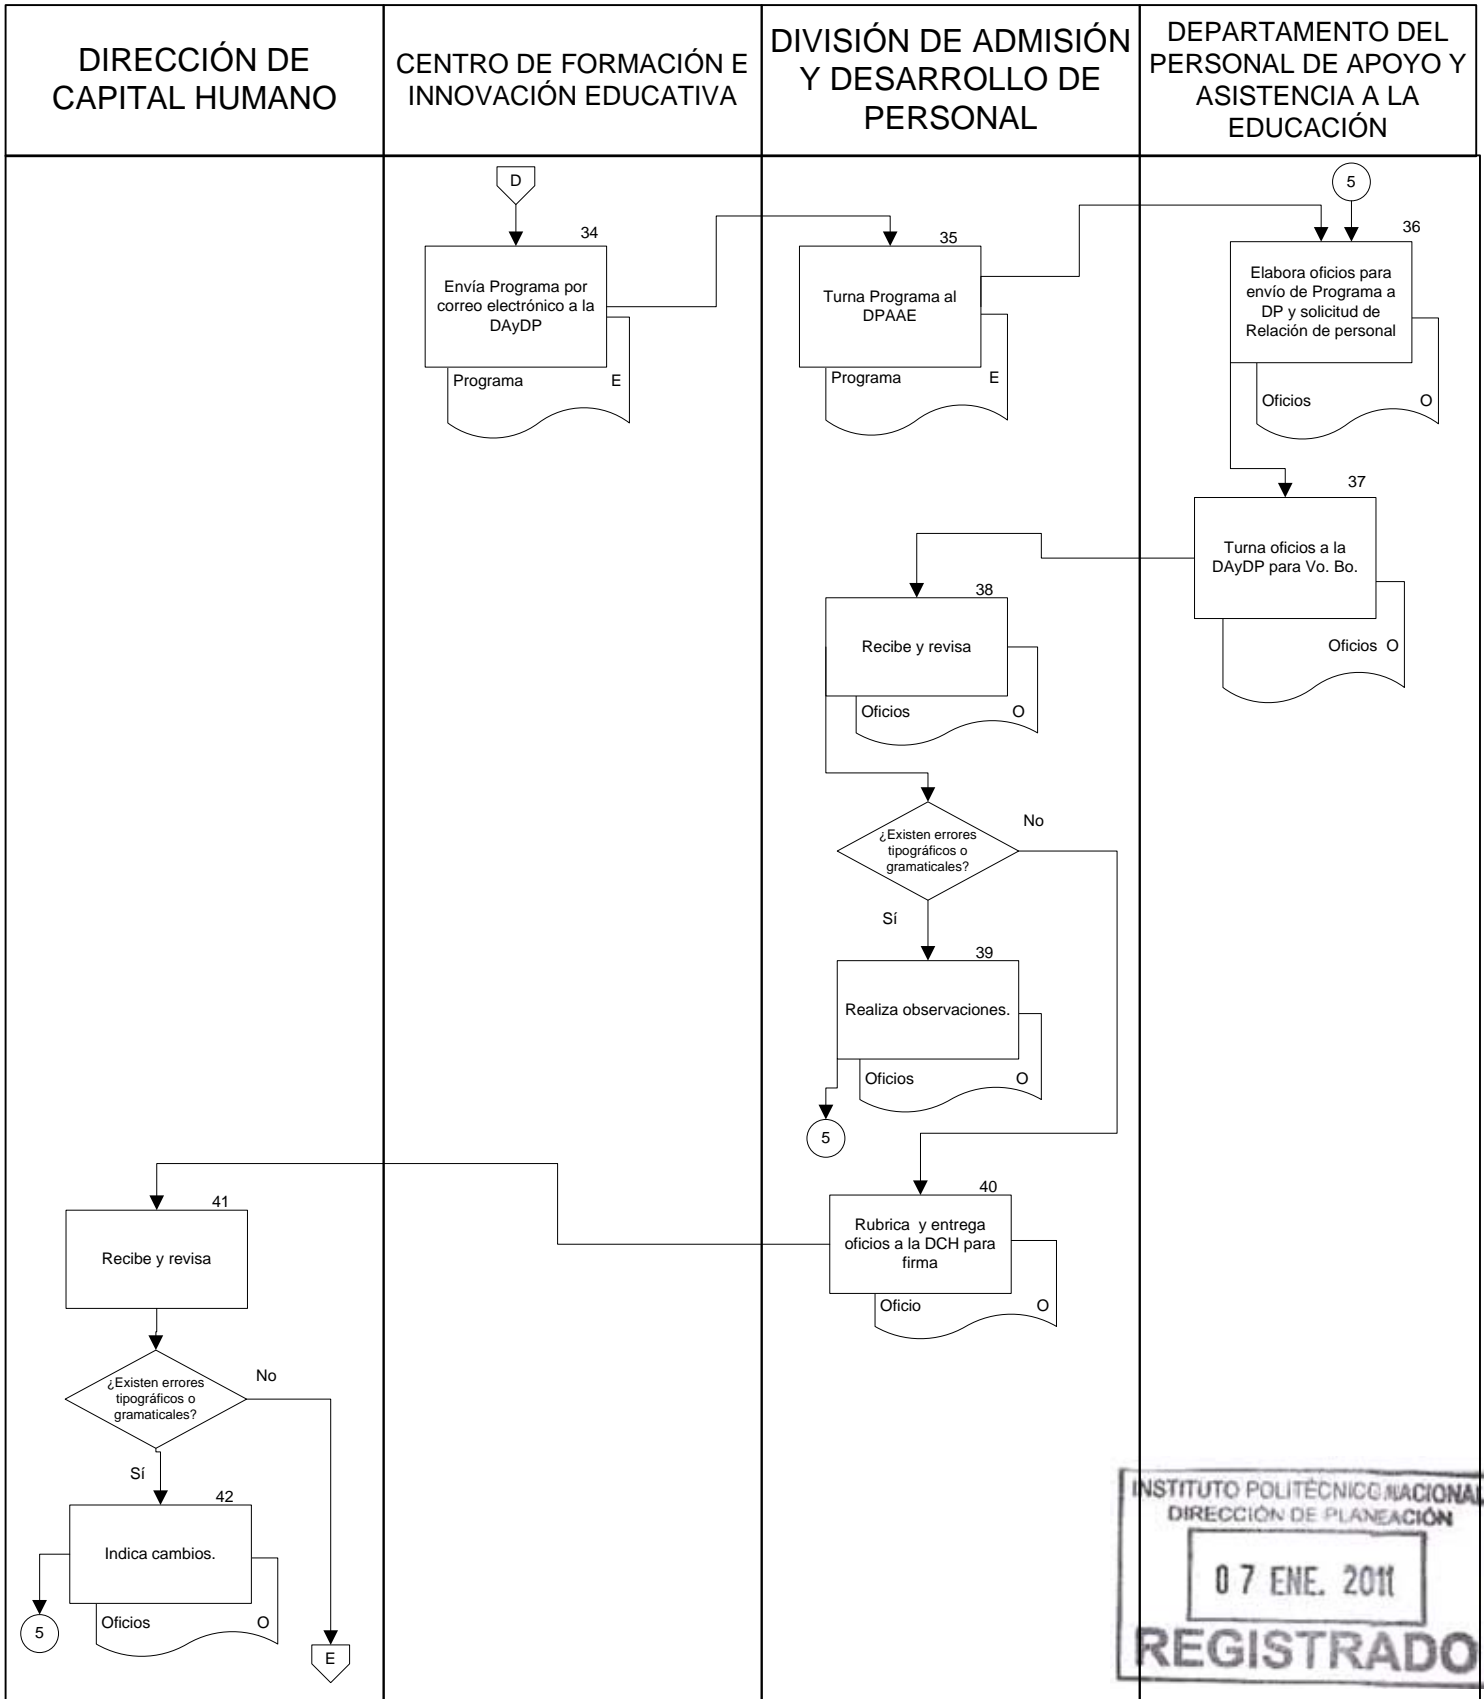 DIRECCIÓN DE
CAPITAL HUMANO
CENTRO DE FORMACIÓN E
INNOVACIÓN EDUCATIVA
DIVISIÓN DE ADMISIÓN
Y DESARROLLO DE
PERSONAL
DEPARTAMENTO DEL
PERSONAL DE APOYO Y
ASISTENCIA A LA
EDUCACIÓN
D
34
Envía Programa por
correo electrónico a la
DAyDP
Programa E
35
Turna Programa al
DPAAE
Programa E
5
36
Elabora oficios para
envío de Programa a
DP y solicitud de
Relación de personal
Oficios O
37
Turna oficios a la
DAyDP para Vo. Bo.
Oficios O
38
Recibe y revisa
Oficios O
¿Existen errores
tipográficos o
gramaticales?
No
Sí
39
Realiza observaciones.
Oficios O
5
40
Rubrica y entrega
oficios a la DCH para
firma
Oficio O
41
Recibe y revisa
¿Existen errores
tipográficos o
gramaticales?
No
Sí
42
Indica cambios.
Oficios O
5
E
INSTITUTO POLITÉCNICO NACIONAL
DIRECCIÓN DE PLANEACIÓN
07 ENE. 2011
REGISTRADO